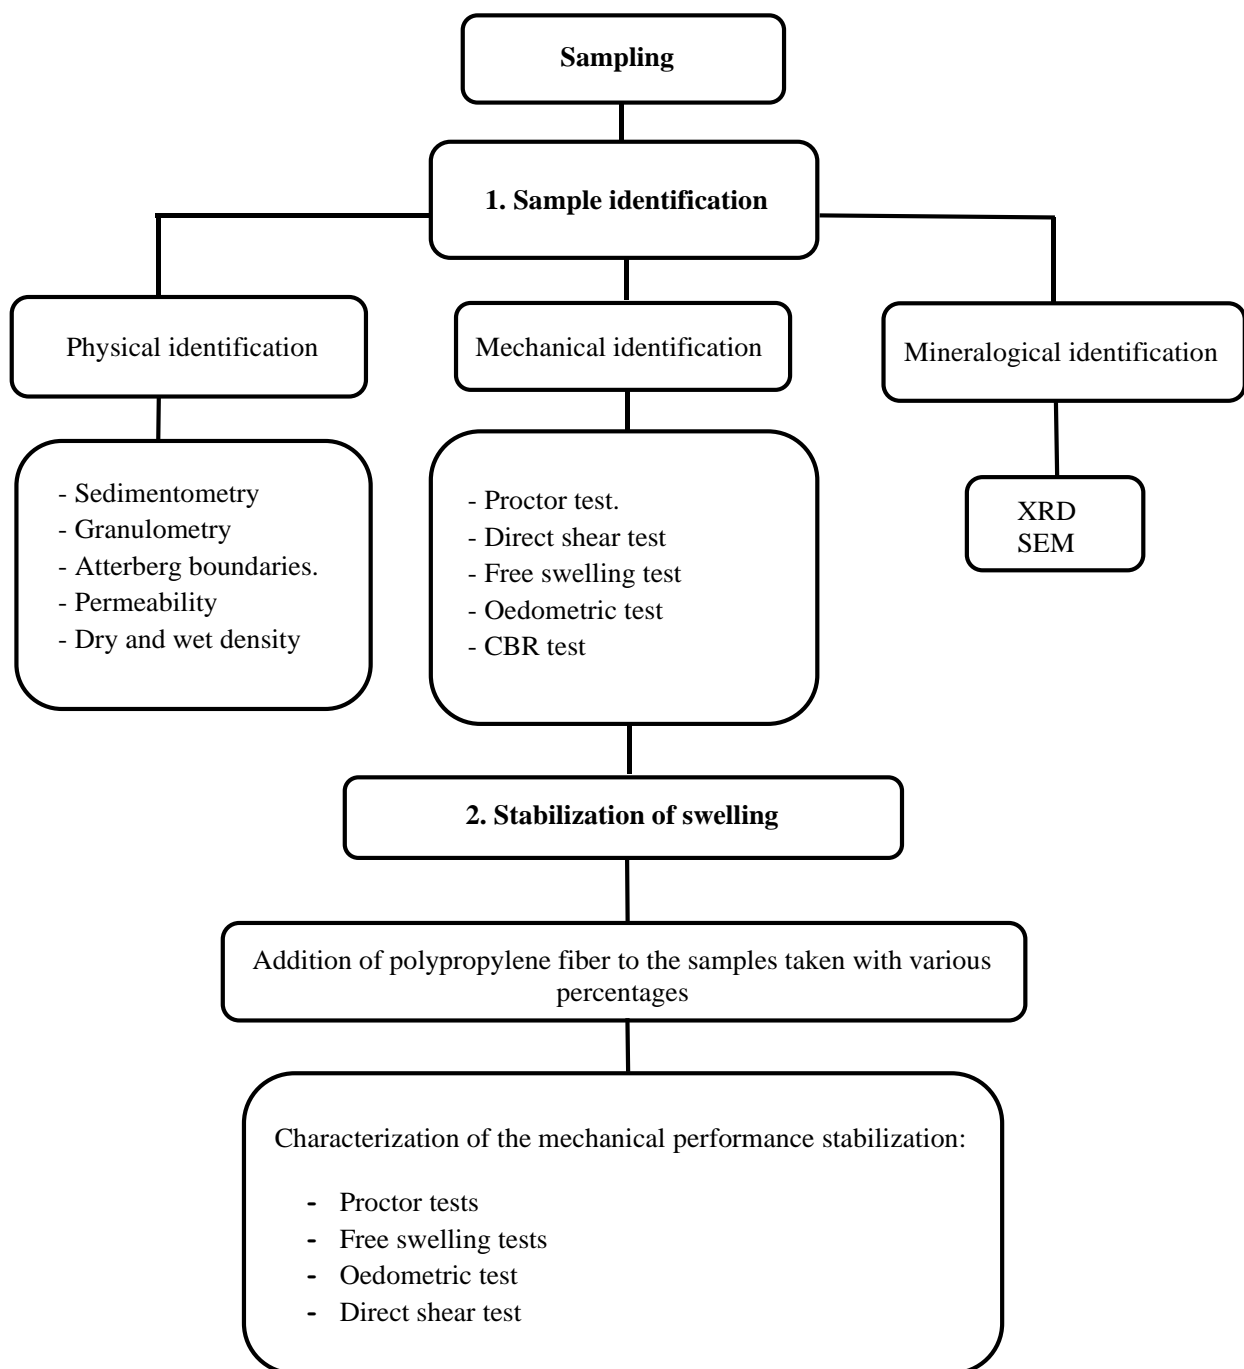 Sampling
1. Sample identification
Physical identification
Mechanical identification
Mineralogical identification
- Sedimentometry
- Granulometry
- Atterberg boundaries.
- Permeability
- Dry and wet density
- Proctor test.
- Direct shear test
- Free swelling test
- Oedometric test
- CBR test
XRD
SEM
2. Stabilization of swelling
Addition of polypropylene fiber to the samples taken with various
percentages
Characterization of the mechanical performance stabilization:
- Proctor tests
- Free swelling tests
- Oedometric test
- Direct shear test